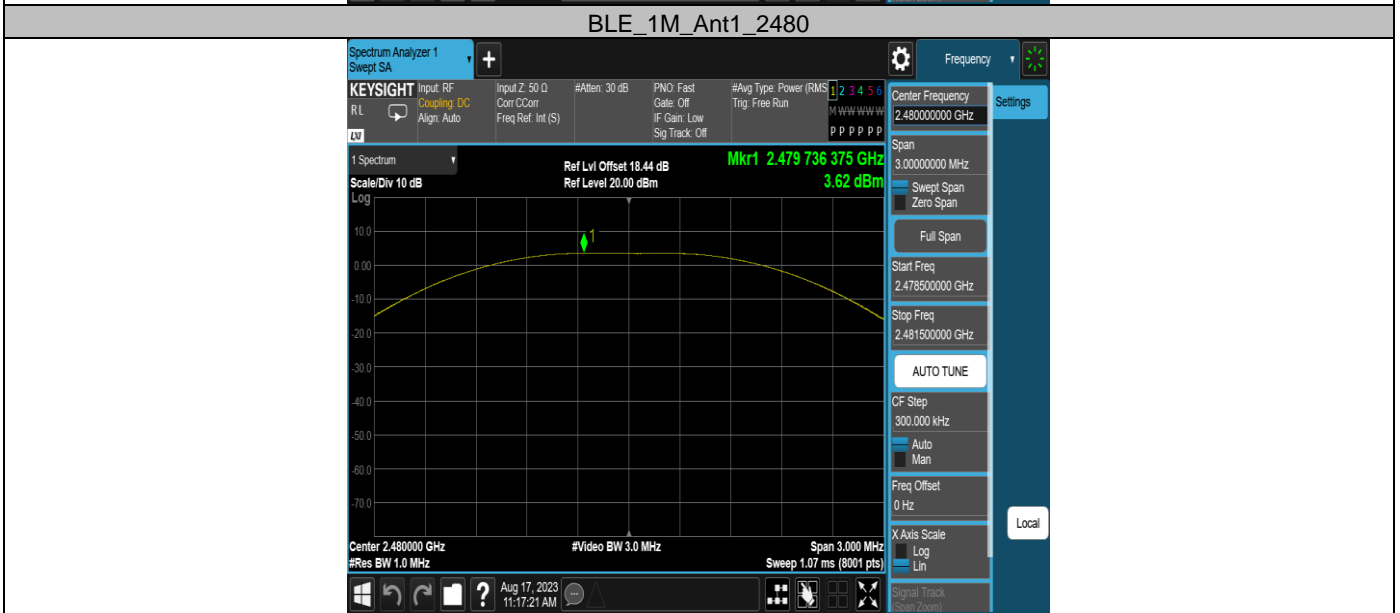 BLE_1M_Ant1_2480
Spectrum Analyzer 1
Swept SA
+
Frequency
KEYSIGHT
RL
LXI
Input: RF
Coupling: DC
Align: Auto
Input Z: 50 Ω
Corr CCorr
Freq Ref: Int (S)
#Atten: 30 dB
PNO: Fast
Gate: Off
IF Gain: Low
Sig Track: Off
#Avg Type: Power (RMS
Trig: Free Run
1 2 3 4 5 6
M W W W W W
P P P P P P
1 Spectrum
Scale/Div 10 dB
Log
Ref Lvl Offset 18.44 dB
Ref Level 20.00 dBm
Mkr1 2.479 736 375 GHz
3.62 dBm
1
10.0
0.00
-10.0
-20.0
-30.0
-40.0
-50.0
-60.0
-70.0
Center 2.480000 GHz
#Res BW 1.0 MHz
#Video BW 3.0 MHz
Span 3.000 MHz
Sweep 1.07 ms (8001 pts)
Center Frequency
2.480000000 GHz
Settings
Span
3.00000000 MHz
Swept Span
Zero Span
Full Span
Start Freq
2.478500000 GHz
Stop Freq
2.481500000 GHz
AUTO TUNE
CF Step
300.000 kHz
Auto
Man
Freq Offset
0 Hz
X Axis Scale
Log
Lin
Local
Signal Track
(Span Zoom)
?
Aug 17, 2023
11:17:21 AM